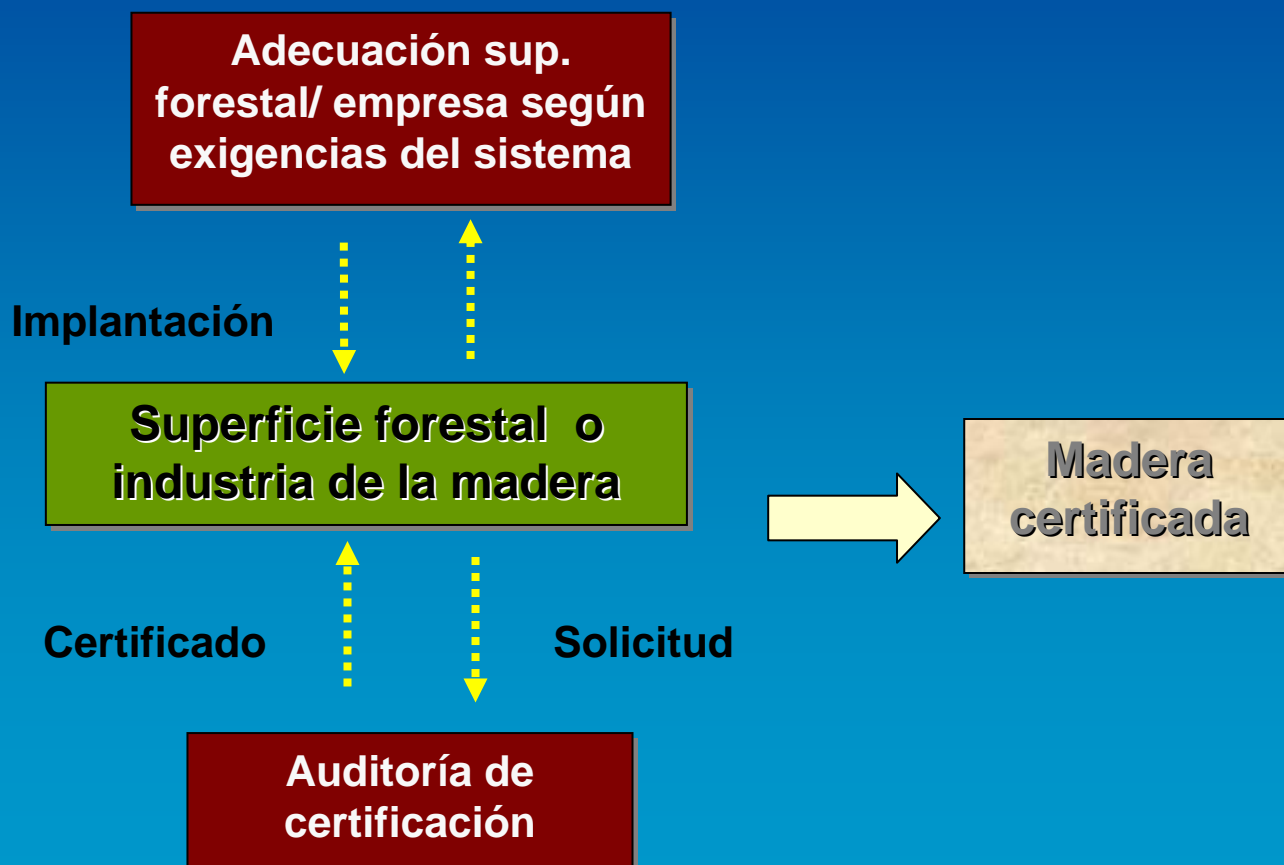 Adecuación sup.
forestal/ empresa según
exigencias del sistema
Implantación
Superficie forestal o
industria de la madera
Madera
certificada
Certificado
Solicitud
Auditoría de
certificación